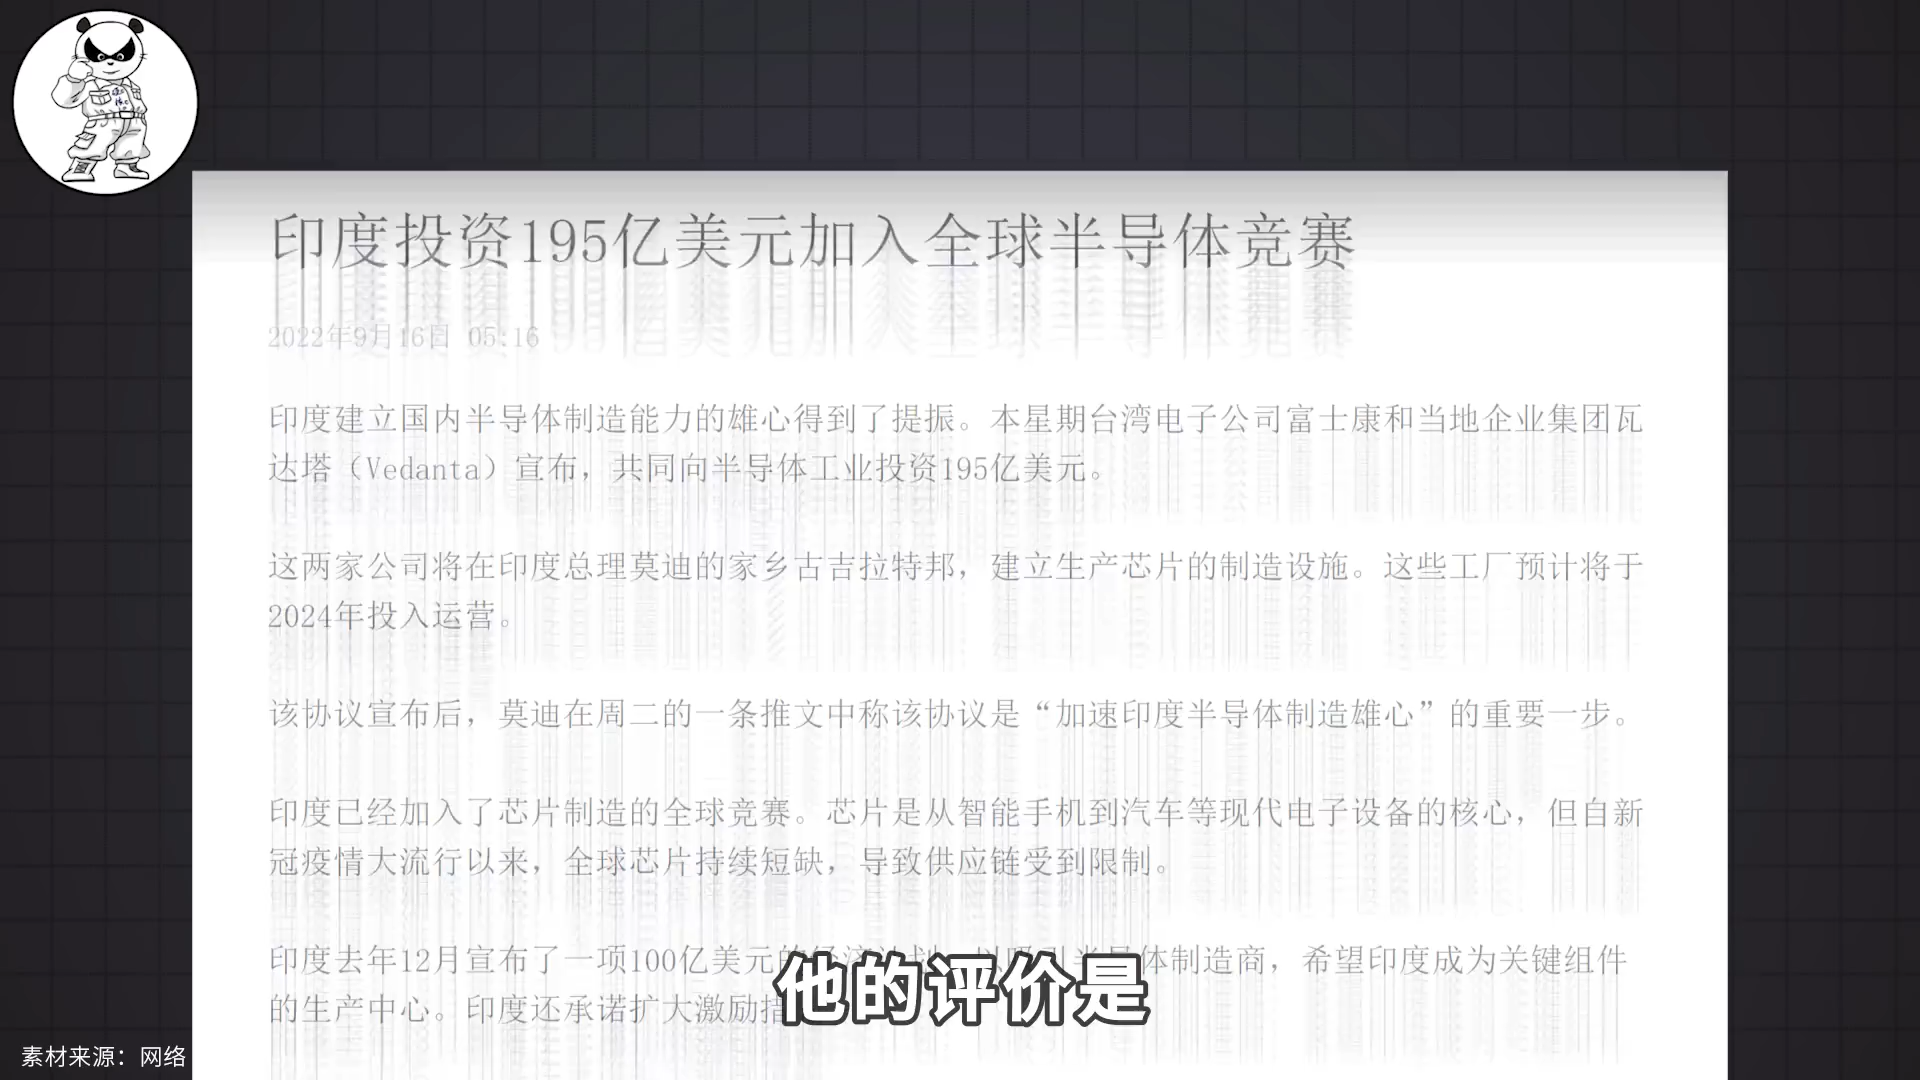 印度投资195亿美元加入全球半导体竞赛
2022年9月16日 05:16
印度建立国内半导体制造能力的雄心得到了提振。本星期台湾电子公司富士康和当地企业集团瓦
达塔（Vedanta）宣布，共同向半导体工业投资195亿美元。
这两家公司将在印度总理莫迪的家乡古吉拉特邦，建立生产芯片的制造设施。这些工厂预计将于
2024年投入运营。
该协议宣布后，莫迪在周二的一条推文中称该协议是“加速印度半导体制造雄心”的重要一步。
印度已经加入了芯片制造的全球竞赛。芯片是从智能手机到汽车等现代电子设备的核心，但自新
冠疫情大流行以来，全球芯片持续短缺，导致供应链受到限制。
印度去年12月宣布了一项100亿美元的 体制造商，希望印度成为关键组件
的生产中心。印度还承诺扩大激励
他的评价是
素材来源：网络